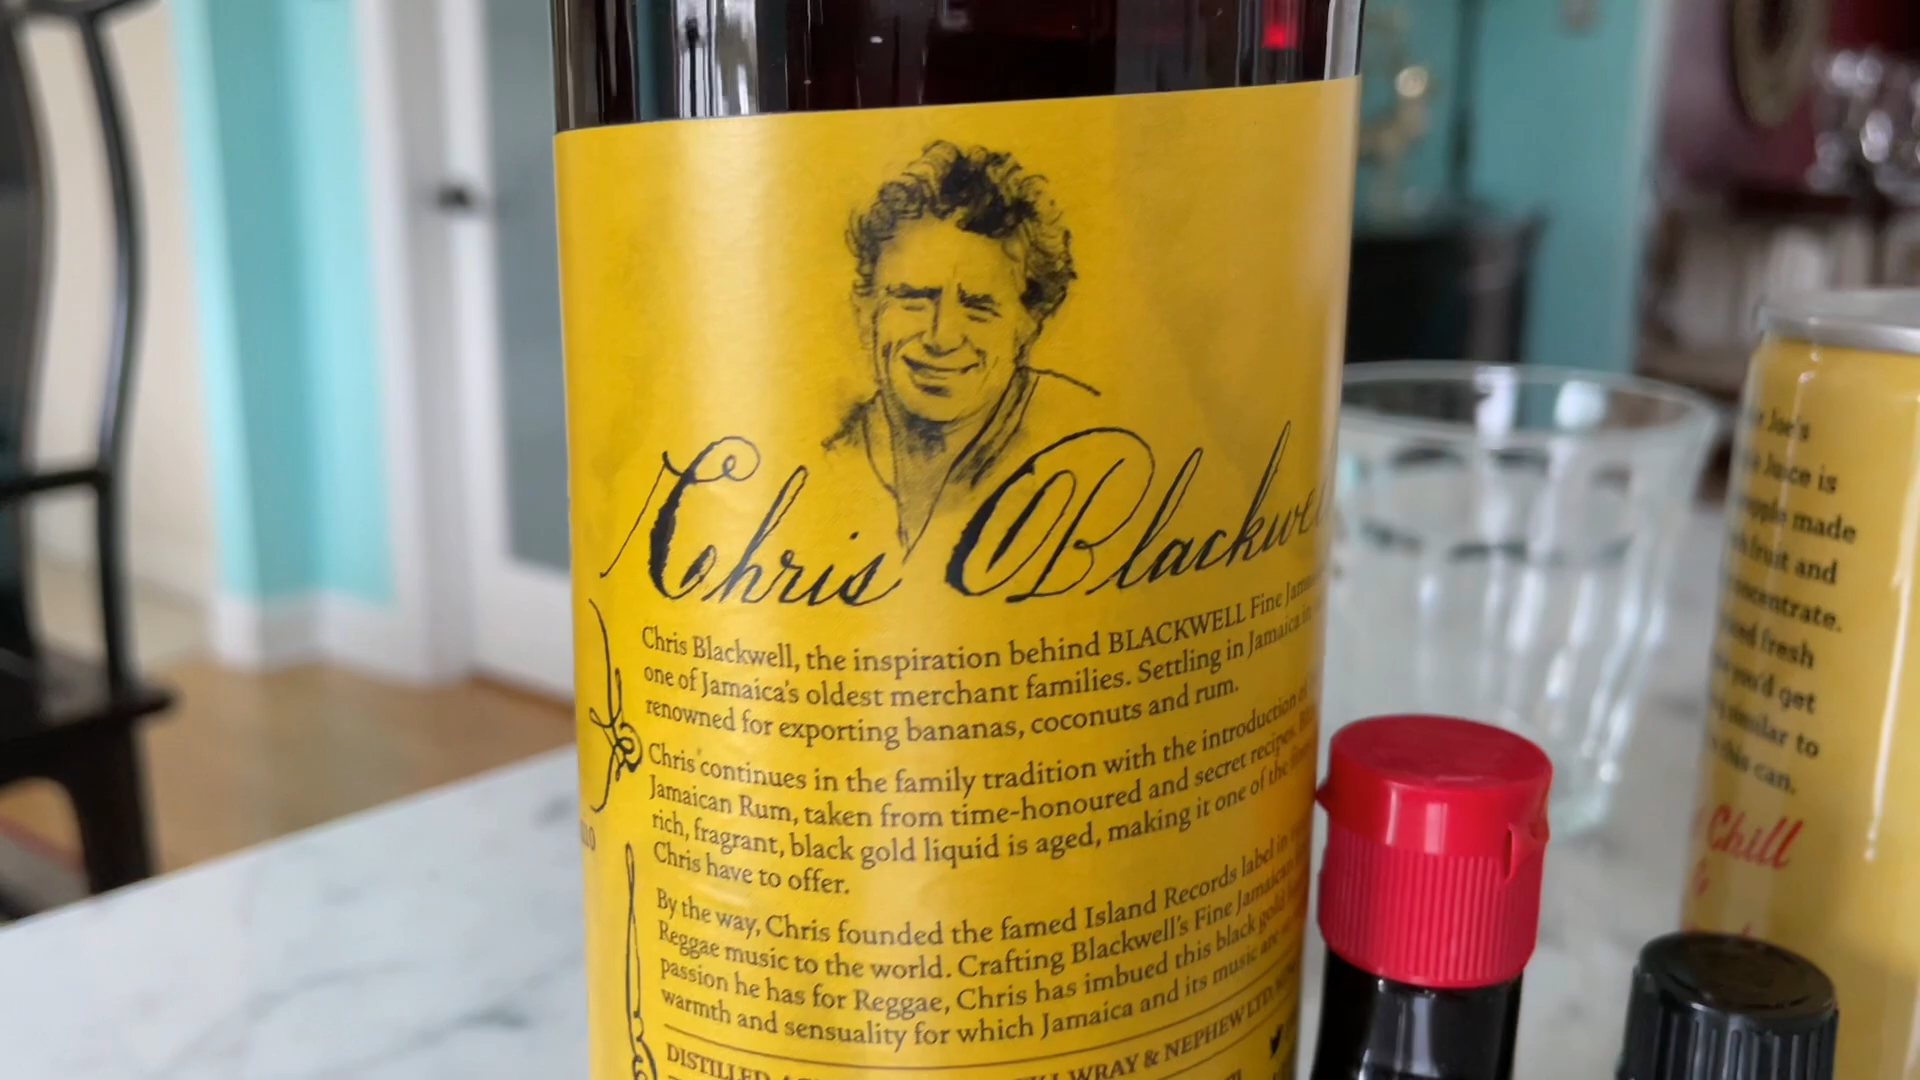 Chris Blackwell
Chris Blackwell, the inspiration behind BLACKWELL Fine
one of Jamaica's oldest merchant families. Settling in Jamaica in
renowned for exporting bananas, coconuts and rum.
Chris continues in the family tradition with the introduction of
Jamaican Rum, taken from time-honoured and secret recipes.
rich, fragrant, black gold liquid is aged, making it one of the
Chris have to offer.
By the way, Chris founded the famed Island Records label in
Reggae music to the world. Crafting Blackwell's Fine Jamaican
passion he has for Reggae, Chris has imbued this black gold
warmth and sensuality for which Jamaica and its music are
DISTILLED
WRAY & NEPHEW LTD
Joe's
Juice is
made
fruit and
fresh
you'd get
similar to
this can.
Chill